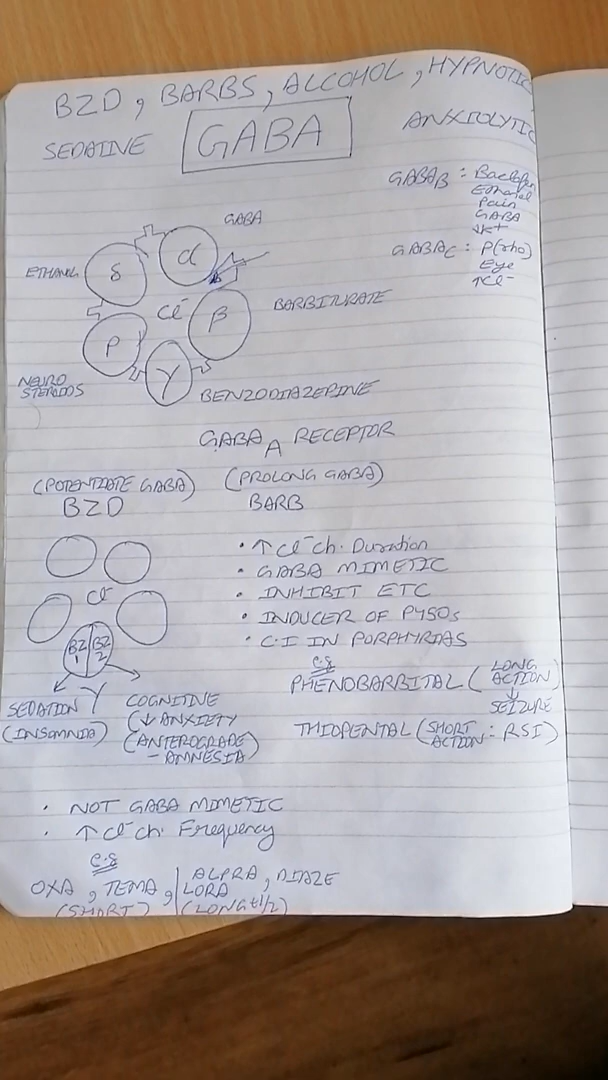 BZD, BARBS, ALCOHOL, HYPNOTIC
SEDAINE GABA ANXIOLYTIC
GABAB : Baclofen
Ethanol
Pain
GABA
↓K+
GABAC : P(rho)
Eye
↑Cl-
GABA
ETHANOL δ α
Cl-
BARBITURATE
β
P
γ
NEURO
STEROIDS
BENZODIAZEPINE
GABAA RECEPTOR
(POTENTIATE GABA) (PROLONG GABA)
BZD BARB
Cl-
BZ1 BZ2
SEDATION γ COGNITIVE
(INSOMNIA) (↓ ANXIETY
(ANTEROGRADE
- AMNESIA)
• ↑ Cl- ch. Duration
• GABA MIMETIC
• INHIBIT ETC
• INDUCER OF P450s
• C.I IN PORPHYRIAS
e.g
PHENOBARBITAL (LONG ACTION)
↓
SEIZURE
THIOPENTAL (SHORT ACTION : RSI)
• NOT GABA MIMETIC
• ↑ Cl- ch. Frequency
e.g
OXA, TEMA, | ALPRA, DIAZE
LORA
(SHORT) (LONG t1/2)